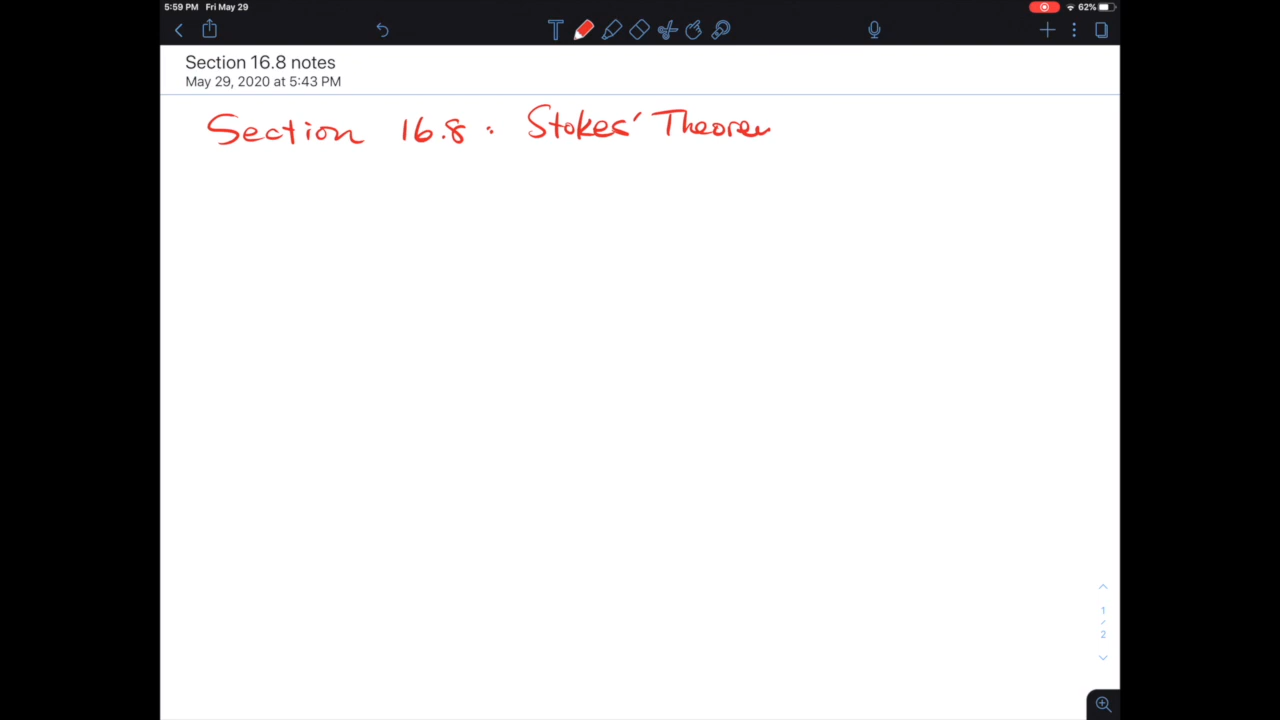 5:59 PM Fri May 29
62%
Section 16.8 notes
May 29, 2020 at 5:43 PM
Section 16.8 : Stokes' Theorem
1
/
2